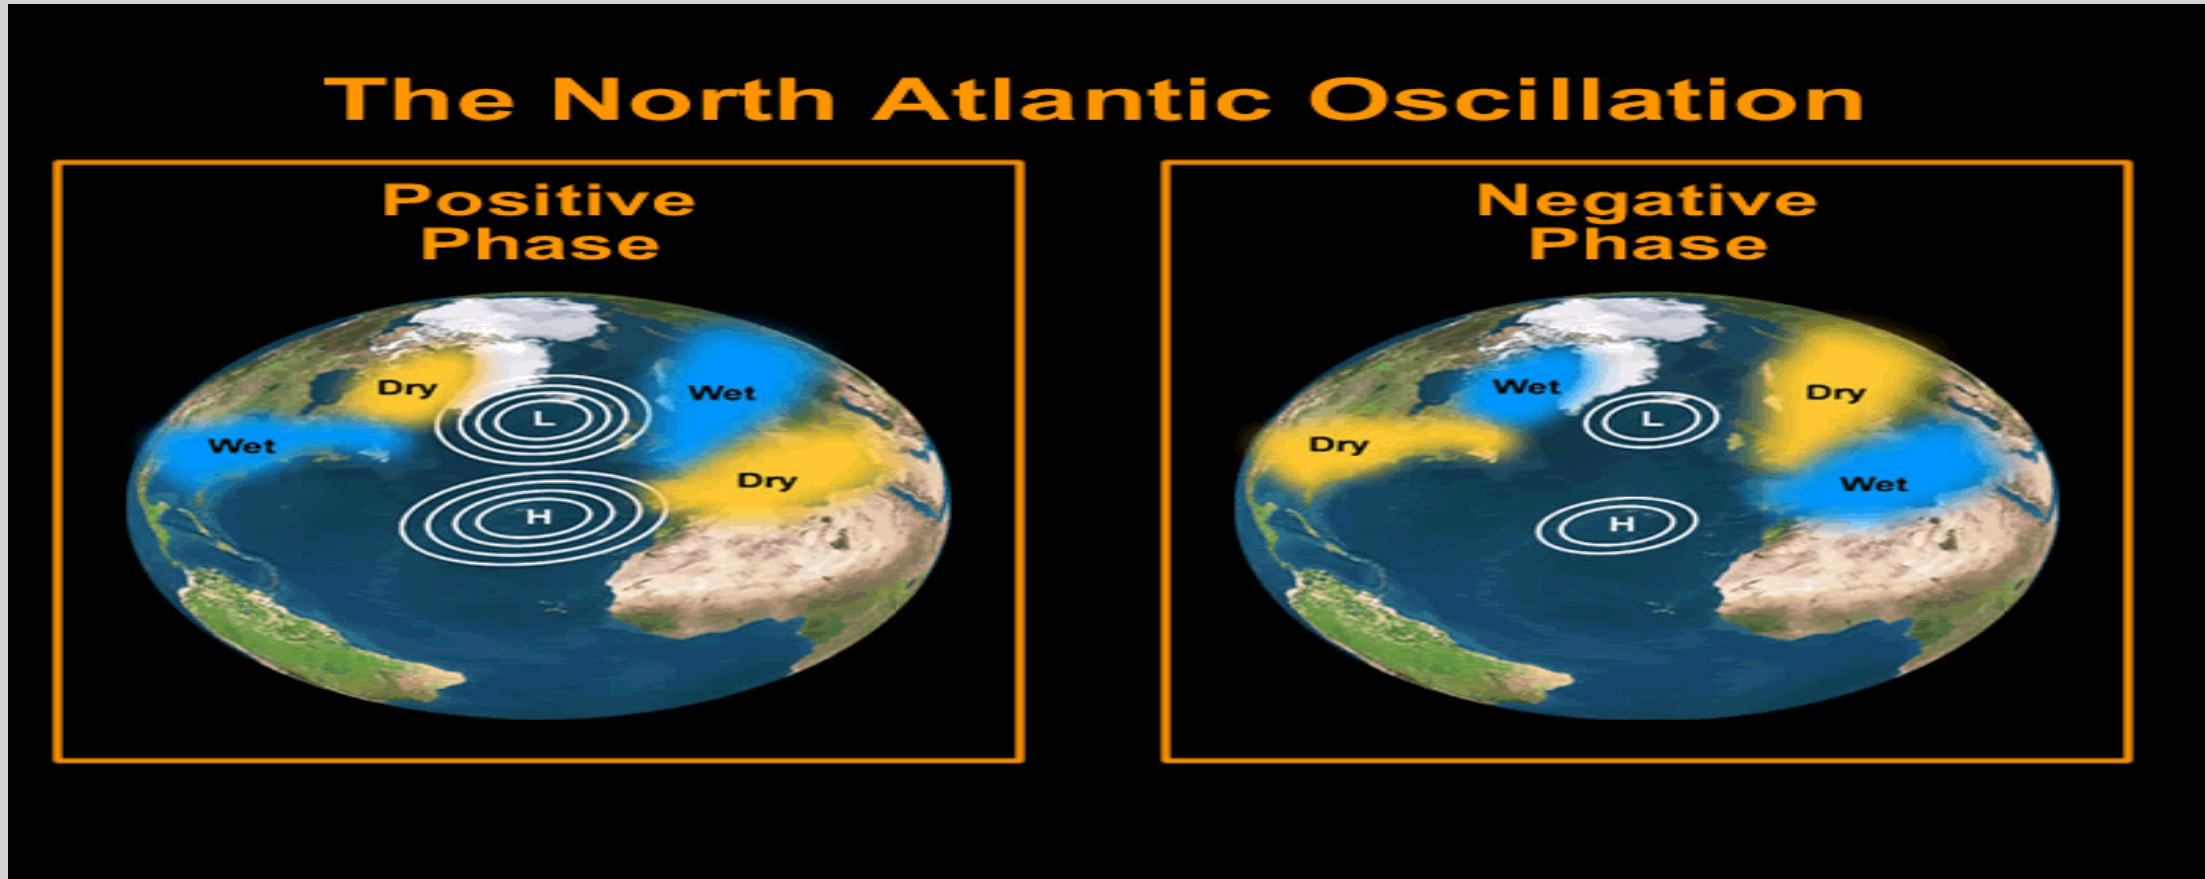 The North Atlantic Oscillation
Positive
Phase
Dry
Wet
Wet
L
Dry
H
Negative
Phase
Wet
Dry
Dry
L
Wet
H